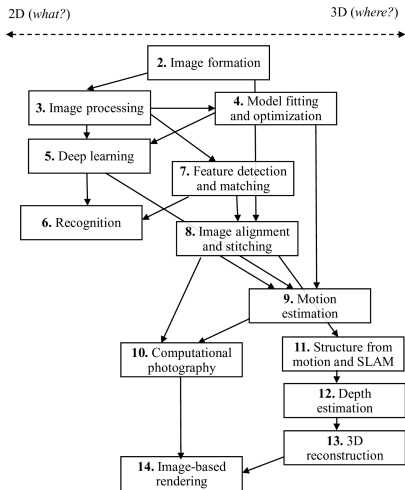 2D (what?)
3D (where?)
2. Image formation
3. Image processing
4. Model fitting
and optimization
5. Deep learning
7. Feature detection
and matching
6. Recognition
8. Image alignment
and stitching
9. Motion
estimation
10. Computational
photography
11. Structure from
motion and SLAM
12. Depth
estimation
13. 3D
reconstruction
14. Image-based
rendering